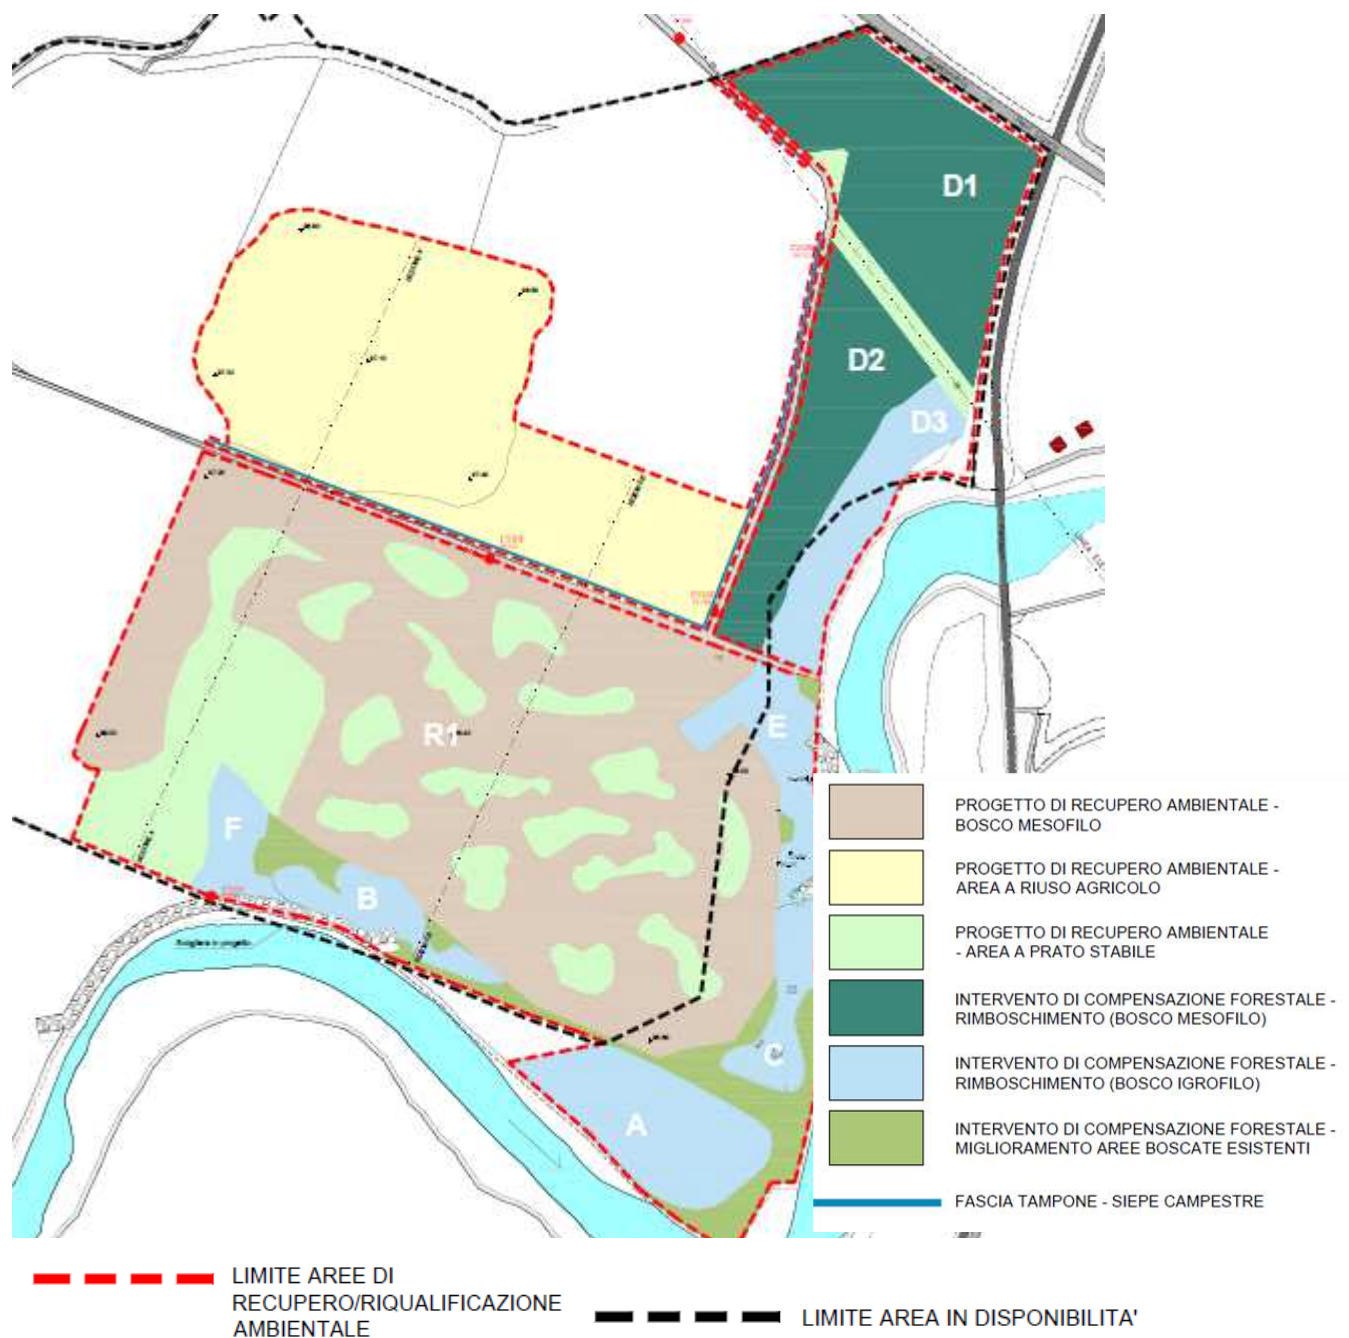 D1
D2
D3
R1
E
F
B
C
A
Scogliera in progetto
PROGETTO DI RECUPERO AMBIENTALE -
BOSCO MESOFILO
PROGETTO DI RECUPERO AMBIENTALE -
AREA A RIUSO AGRICOLO
PROGETTO DI RECUPERO AMBIENTALE
- AREA A PRATO STABILE
INTERVENTO DI COMPENSAZIONE FORESTALE -
RIMBOSCHIMENTO (BOSCO MESOFILO)
INTERVENTO DI COMPENSAZIONE FORESTALE -
RIMBOSCHIMENTO (BOSCO IGROFILO)
INTERVENTO DI COMPENSAZIONE FORESTALE -
MIGLIORAMENTO AREE BOSCATE ESISTENTI
FASCIA TAMPONE - SIEPE CAMPESTRE
LIMITE AREE DI
RECUPERO/RIQUALIFICAZIONE
AMBIENTALE
LIMITE AREA IN DISPONIBILITA'